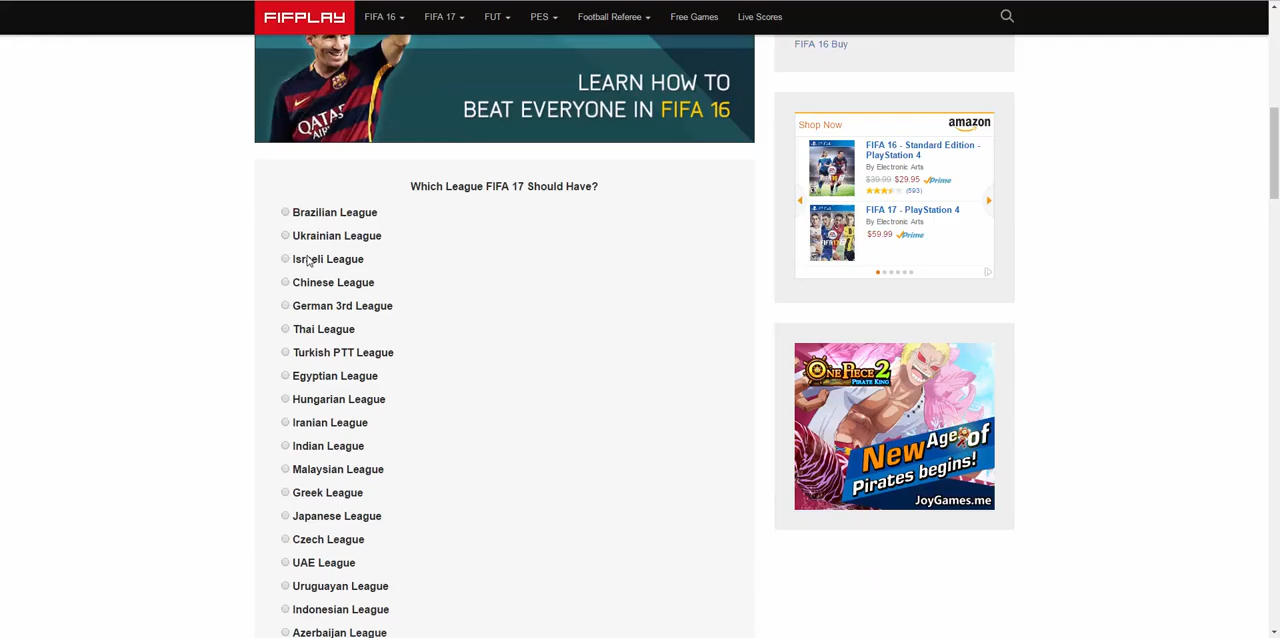 FIFPLAY
FIFA 16
FIFA 17
FUT
PES
Football Referee
Free Games
Live Scores
QATAR
LEARN HOW TO
BEAT EVERYONE IN FIFA 16
Which League FIFA 17 Should Have?
Brazilian League
Ukrainian League
Israeli League
Chinese League
German 3rd League
Thai League
Turkish PTT League
Egyptian League
Hungarian League
Iranian League
Indian League
Malaysian League
Greek League
Japanese League
Czech League
UAE League
Uruguayan League
Indonesian League
Azerbaijan League
FIFA 16 Buy
Shop Now
amazon
FIFA 16 - Standard Edition -
PlayStation 4
By Electronic Arts
$39.99 $29.95 Prime
(593)
FIFA 17 - PlayStation 4
By Electronic Arts
$59.99 Prime
ONE PIECE 2
PIRATE KING
New Age of
Pirates begins!
JoyGames.me